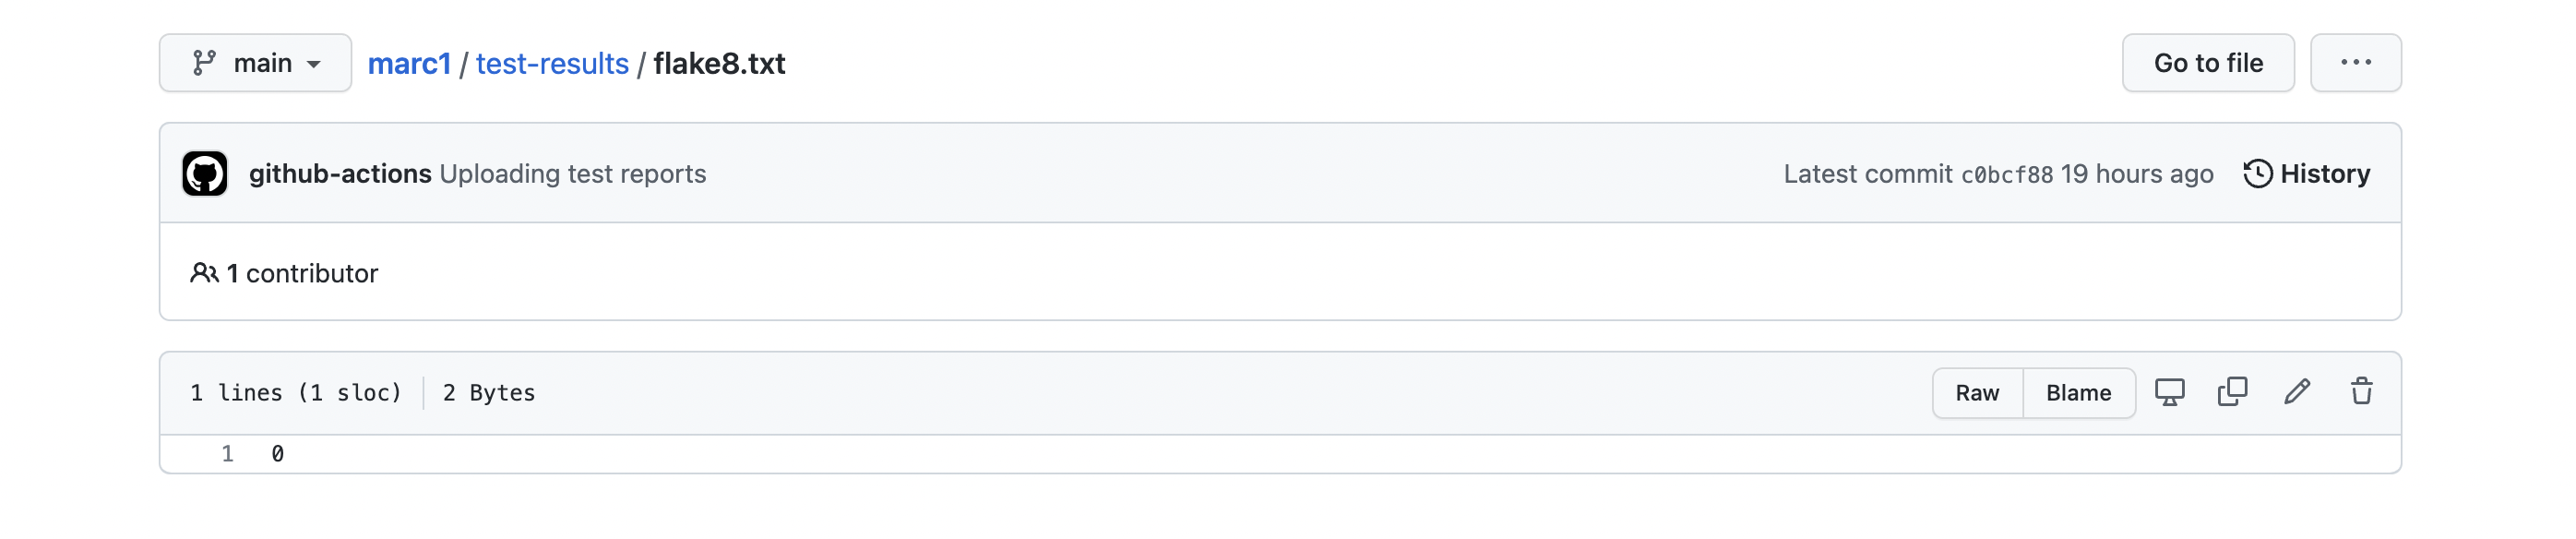 main marc1 / test-results / flake8.txt Go to file ...
github-actions Uploading test reports Latest commit c0bcf88 19 hours ago History
1 contributor
1 lines (1 sloc) 2 Bytes Raw Blame
1 0